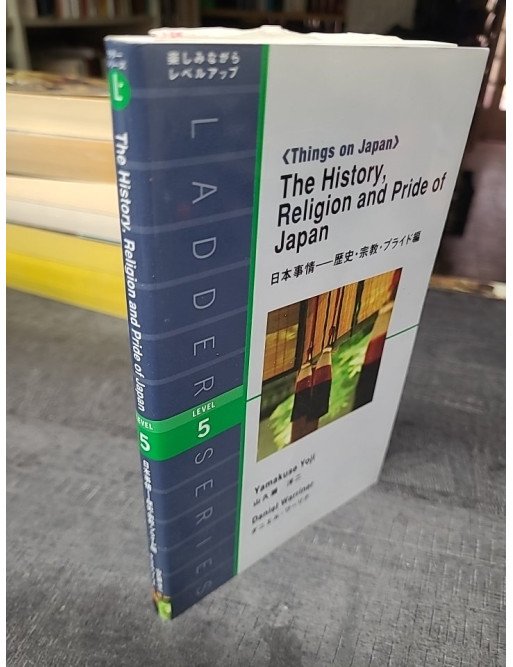 楽しみながら
レベルアップ
LADDER SERIES
LEVEL
5
〈Things on Japan〉
The History,
Religion and Pride of
Japan
日本事情――歴史・宗教・プライド編
Yamakuse Yoji
山久瀬 洋二
Daniel Warriner
ダニエル・ワーリナ
The History, Religion and Pride of Japan
LEVEL
5